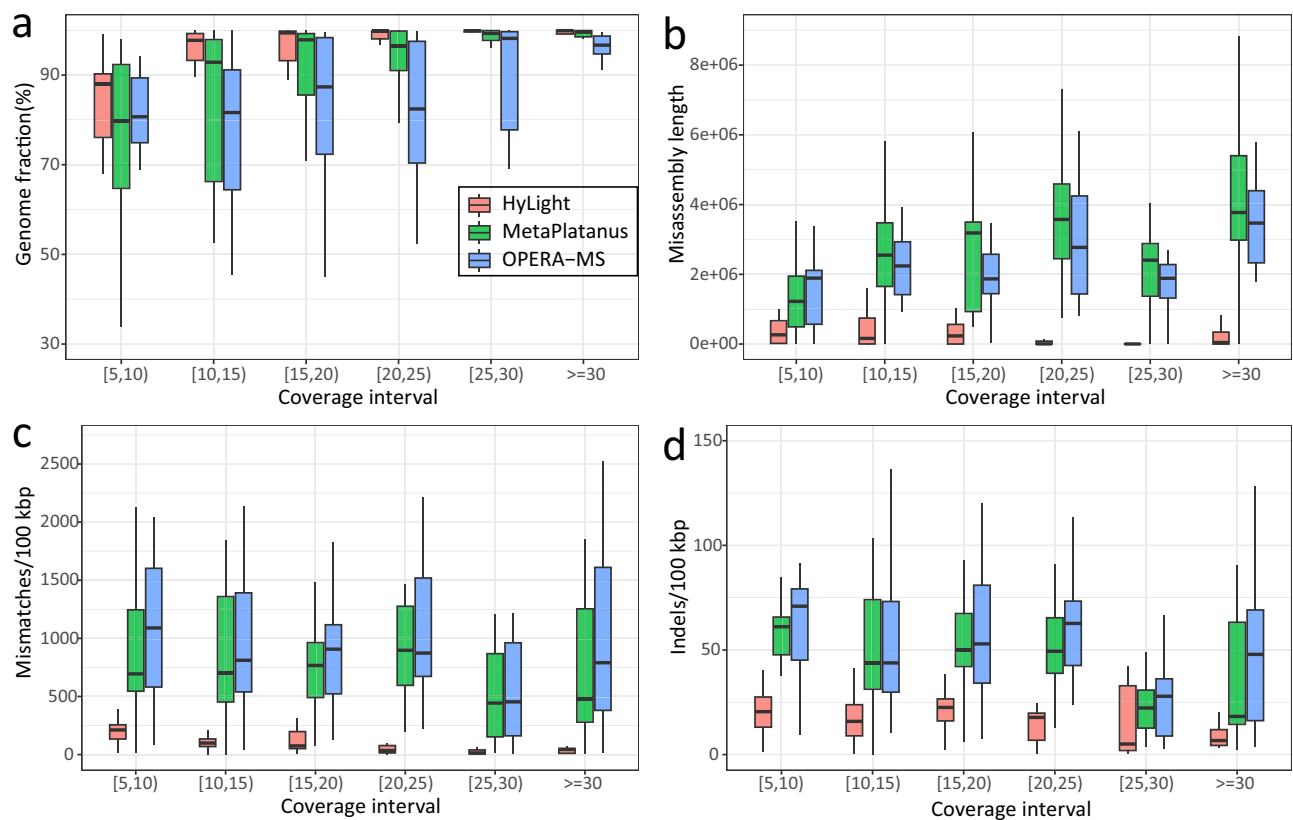 a
Genome fraction(%)
90
70
50
30
HyLight
MetaPlatanus
OPERA−MS
[5,10) [10,15) [15,20) [20,25) [25,30) >=30
Coverage interval
b
Misassembly length
8e+06
6e+06
4e+06
2e+06
0e+00
[5,10) [10,15) [15,20) [20,25) [25,30) >=30
Coverage interval
c
Mismatches/100 kbp
2500
2000
1500
1000
500
0
[5,10) [10,15) [15,20) [20,25) [25,30) >=30
Coverage interval
d
Indels/100 kbp
150
100
50
0
[5,10) [10,15) [15,20) [20,25) [25,30) >=30
Coverage interval